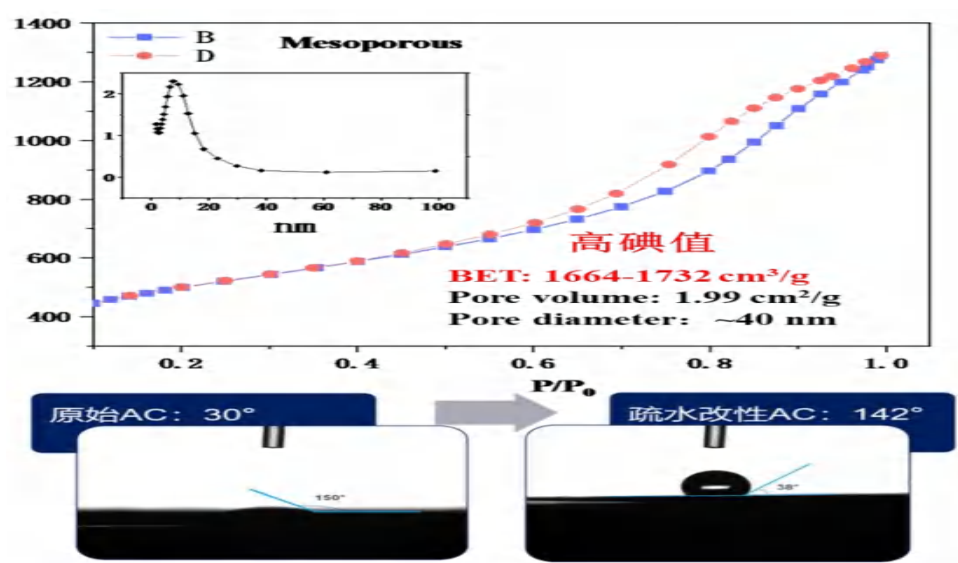 1400
1200
1000
800
600
400
B
D
Mesoporous
2
1
0
0 20 40 60 80 100
nm
高碘值
BET: 1664-1732 cm³/g
Pore volume: 1.99 cm²/g
Pore diameter: ~40 nm
0.2 0.4 0.6 0.8 1.0
P/P₀
原始AC：30°
疏水改性AC：142°
150°
38°